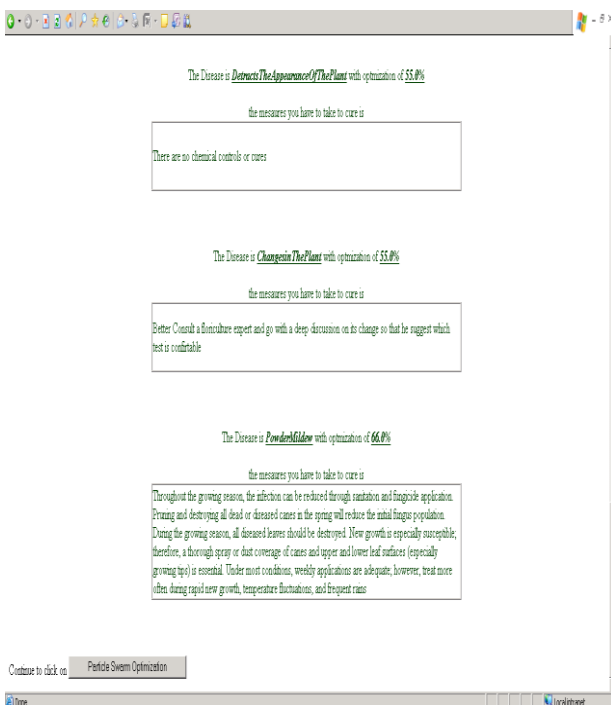 The Disease is DetractsTheAppearanceOfThePlant with optmization of 55.0%
the mesaures you have to take to cure is
There are no chemical controls or cures
The Disease is ChangesinThePlant with optmization of 55.0%
the mesaures you have to take to cure is
Better Consult a floriculture expert and go with a deep discussion on its change so that he suggest which
test is confirtable
The Disease is PowderMildew with optmization of 66.0%
the mesaures you have to take to cure is
Throughout the growing season, the infection can be reduced through sanitation and fungicide application.
Pruning and destroying all dead or diseased canes in the spring will reduce the initial fungus population.
During the growing season, all diseased leaves should be destroyed. New growth is especially susceptible;
therefore, a thorough spray or dust coverage of canes and upper and lower leaf surfaces (especially
growing tips) is essential. Under most conditions, weekly applications are adequate; however, treat more
often during rapid new growth, temperature fluctuations, and frequent rains
Continue to click on Particle Swarm Optimization
Done Local intranet